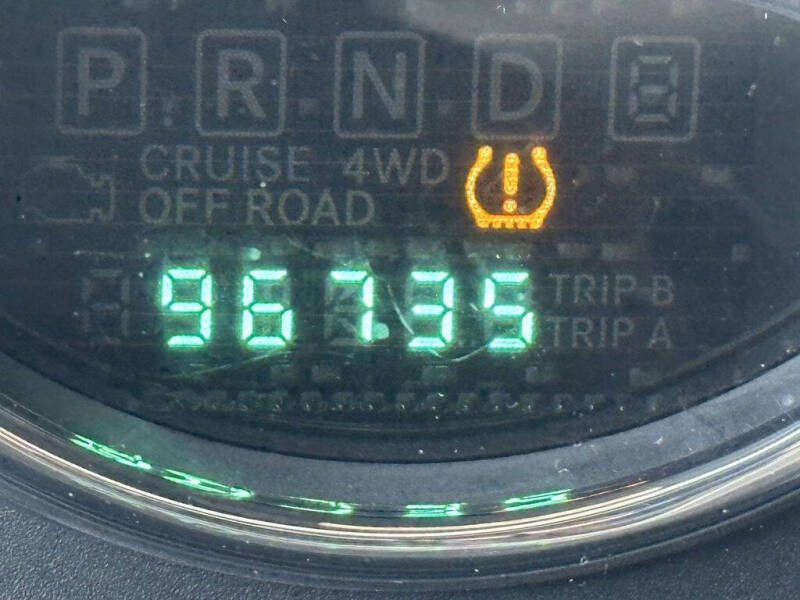 P R N D
CRUISE 4WD
OFF ROAD
!
96735
TRIP B
TRIP A